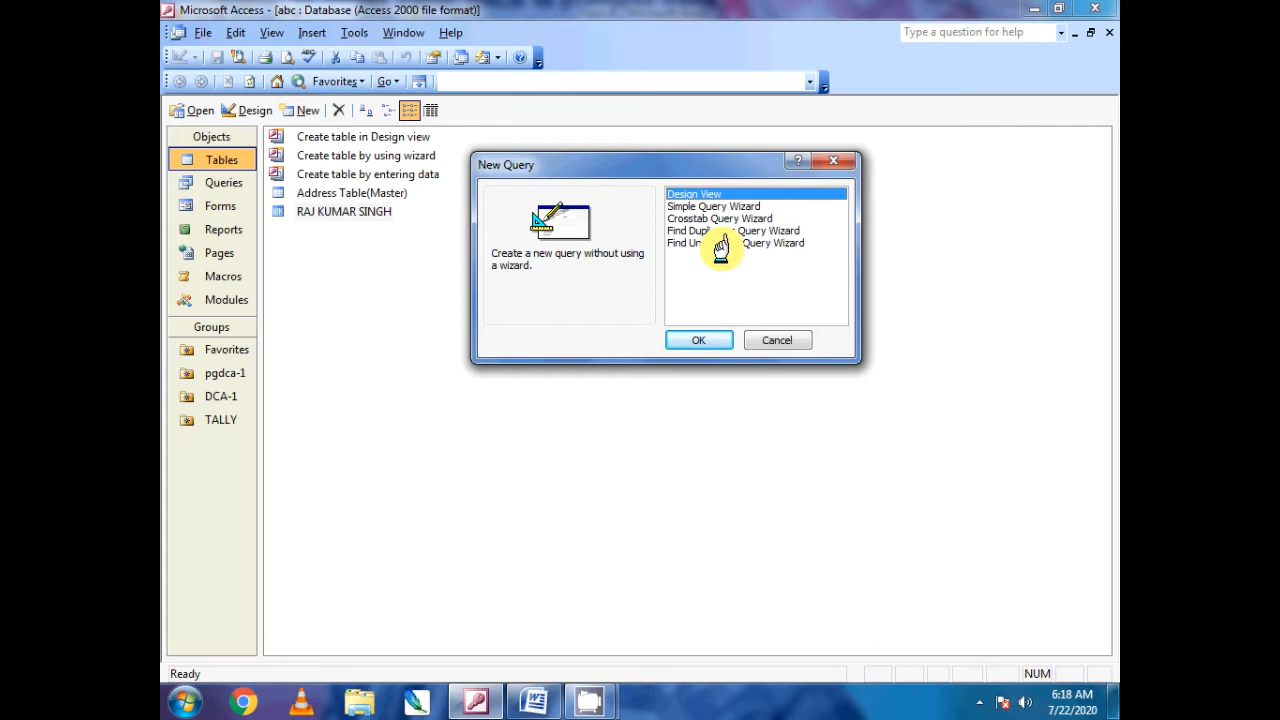 Microsoft Access - [abc : Database (Access 2000 file format)]
File Edit View Insert Tools Window Help
Type a question for help
Favorites Go
Open Design New
Objects
Tables
Queries
Forms
Reports
Pages
Macros
Modules
Groups
Favorites
pgdca-1
DCA-1
TALLY
Create table in Design view
Create table by using wizard
Create table by entering data
Address Table(Master)
RAJ KUMAR SINGH
New Query
Create a new query without using
a wizard.
Design View
Simple Query Wizard
Crosstab Query Wizard
Find Query Wizard
Find Query Wizard
OK Cancel
Ready
NUM
6:18 AM
7/22/2020